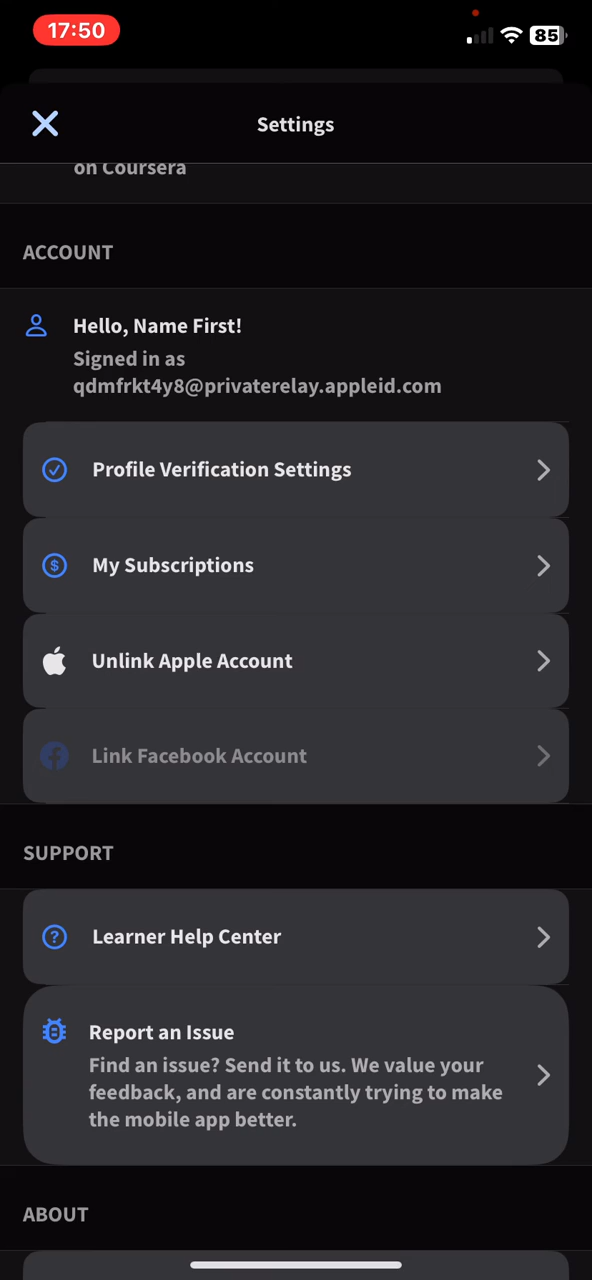 17:50
85
Settings
on Coursera
ACCOUNT
Hello, Name First!
Signed in as
qdmfrkt4y8@privaterelay.appleid.com
Profile Verification Settings
My Subscriptions
Unlink Apple Account
Link Facebook Account
SUPPORT
Learner Help Center
Report an Issue
Find an issue? Send it to us. We value your
feedback, and are constantly trying to make
the mobile app better.
ABOUT